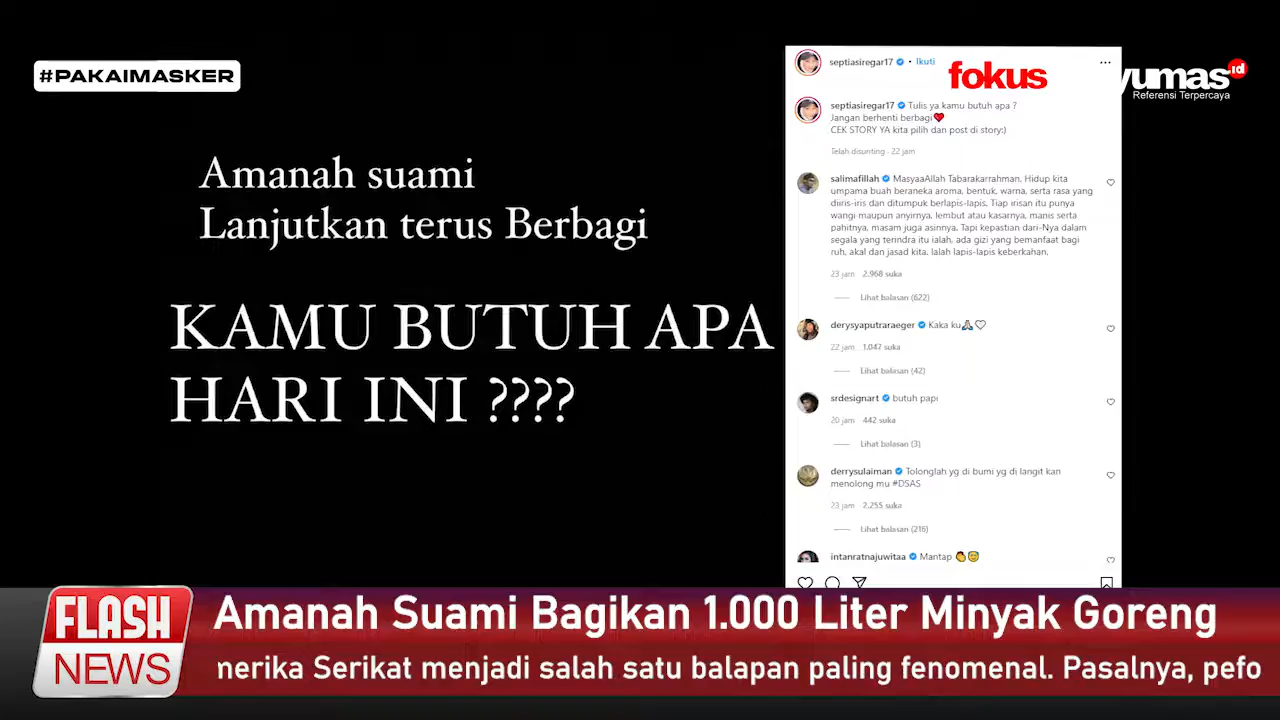 #PAKAIMASKER
Amanah suami
Lanjutkan terus Berbagi
KAMU BUTUH APA
HARI INI ????
septiasiregar17 • Ikuti
fokus
yumas.id
Referensi Terpercaya
septiasiregar17 Tulis ya kamu butuh apa ?
Jangan berhenti berbagi❤️
CEK STORY YA kita pilih dan post di story:)
Telah disunting · 22 jam
salimafillah MasyaaAllah Tabarakarrahman. Hidup kita
umpama buah beraneka aroma, bentuk, warna, serta rasa yang
diiris-iris dan ditumpuk berlapis-lapis. Tiap irisan itu punya
wangi maupun anyirnya, lembut atau kasarnya, manis serta
pahitnya, masam juga asinnya. Tapi kepastian dari-Nya dalam
segala yang terindra itu ialah, ada gizi yang bemanfaat bagi
ruh, akal dan jasad kita. Ialah lapis-lapis keberkahan.
23 jam 2.968 suka
Lihat balasan (622)
derysyaputraraeger Kaka ku🙏🏻🤍
22 jam 1.047 suka
Lihat balasan (42)
srdesignart butuh papi
20 jam 442 suka
Lihat balasan (3)
derrysulaiman Tolonglah yg di bumi yg di langit kan
menolong mu #DSAS
23 jam 2.255 suka
Lihat balasan (216)
intanratnajuwitaa Mantap 👏😇
FLASH
NEWS
Amanah Suami Bagikan 1.000 Liter Minyak Goreng
nerika Serikat menjadi salah satu balapan paling fenomenal. Pasalnya, pefo